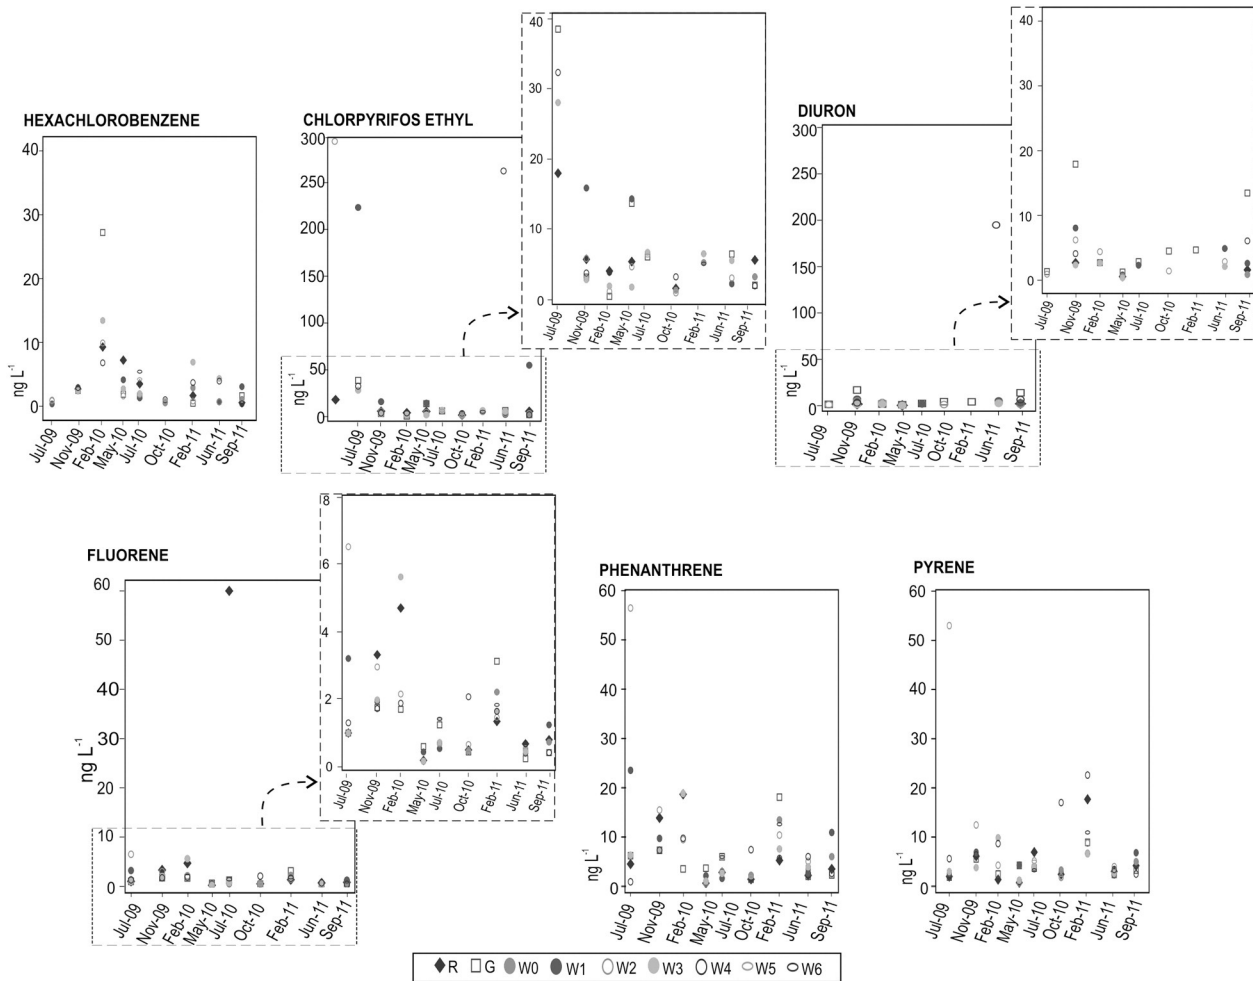 HEXACHLOROBENZENE
40
30
20
10
0
ng L-1
Jul-09
Nov-09
Feb-10
May-10
Jul-10
Oct-10
Feb-11
Jun-11
Sep-11
CHLORPYRIFOS ETHYL
300
250
200
150
100
50
0
ng L-1
Jul-09
Nov-09
Feb-10
May-10
Jul-10
Oct-10
Feb-11
Jun-11
Sep-11
40
30
20
10
0
Jul-09
Nov-09
Feb-10
May-10
Jul-10
Oct-10
Feb-11
Jun-11
Sep-11
DIURON
300
250
200
150
100
50
0
ng L-1
Jul-09
Nov-09
Feb-10
May-10
Jul-10
Oct-10
Feb-11
Jun-11
Sep-11
40
30
20
10
0
Jul-09
Nov-09
Feb-10
May-10
Jul-10
Oct-10
Feb-11
Jun-11
Sep-11
FLUORENE
60
50
40
30
20
10
0
ng L-1
Jul-09
Nov-09
Feb-10
May-10
Jul-10
Oct-10
Feb-11
Jun-11
Sep-11
8
6
4
2
0
Jul-09
Nov-09
Feb-10
May-10
Jul-10
Oct-10
Feb-11
Jun-11
Sep-11
PHENANTHRENE
60
50
40
30
20
10
0
Jul-09
Nov-09
Feb-10
May-10
Jul-10
Oct-10
Feb-11
Jun-11
Sep-11
PYRENE
60
50
40
30
20
10
0
Jul-09
Nov-09
Feb-10
May-10
Jul-10
Oct-10
Feb-11
Jun-11
Sep-11
R G W0 W1 W2 W3 W4 W5 W6